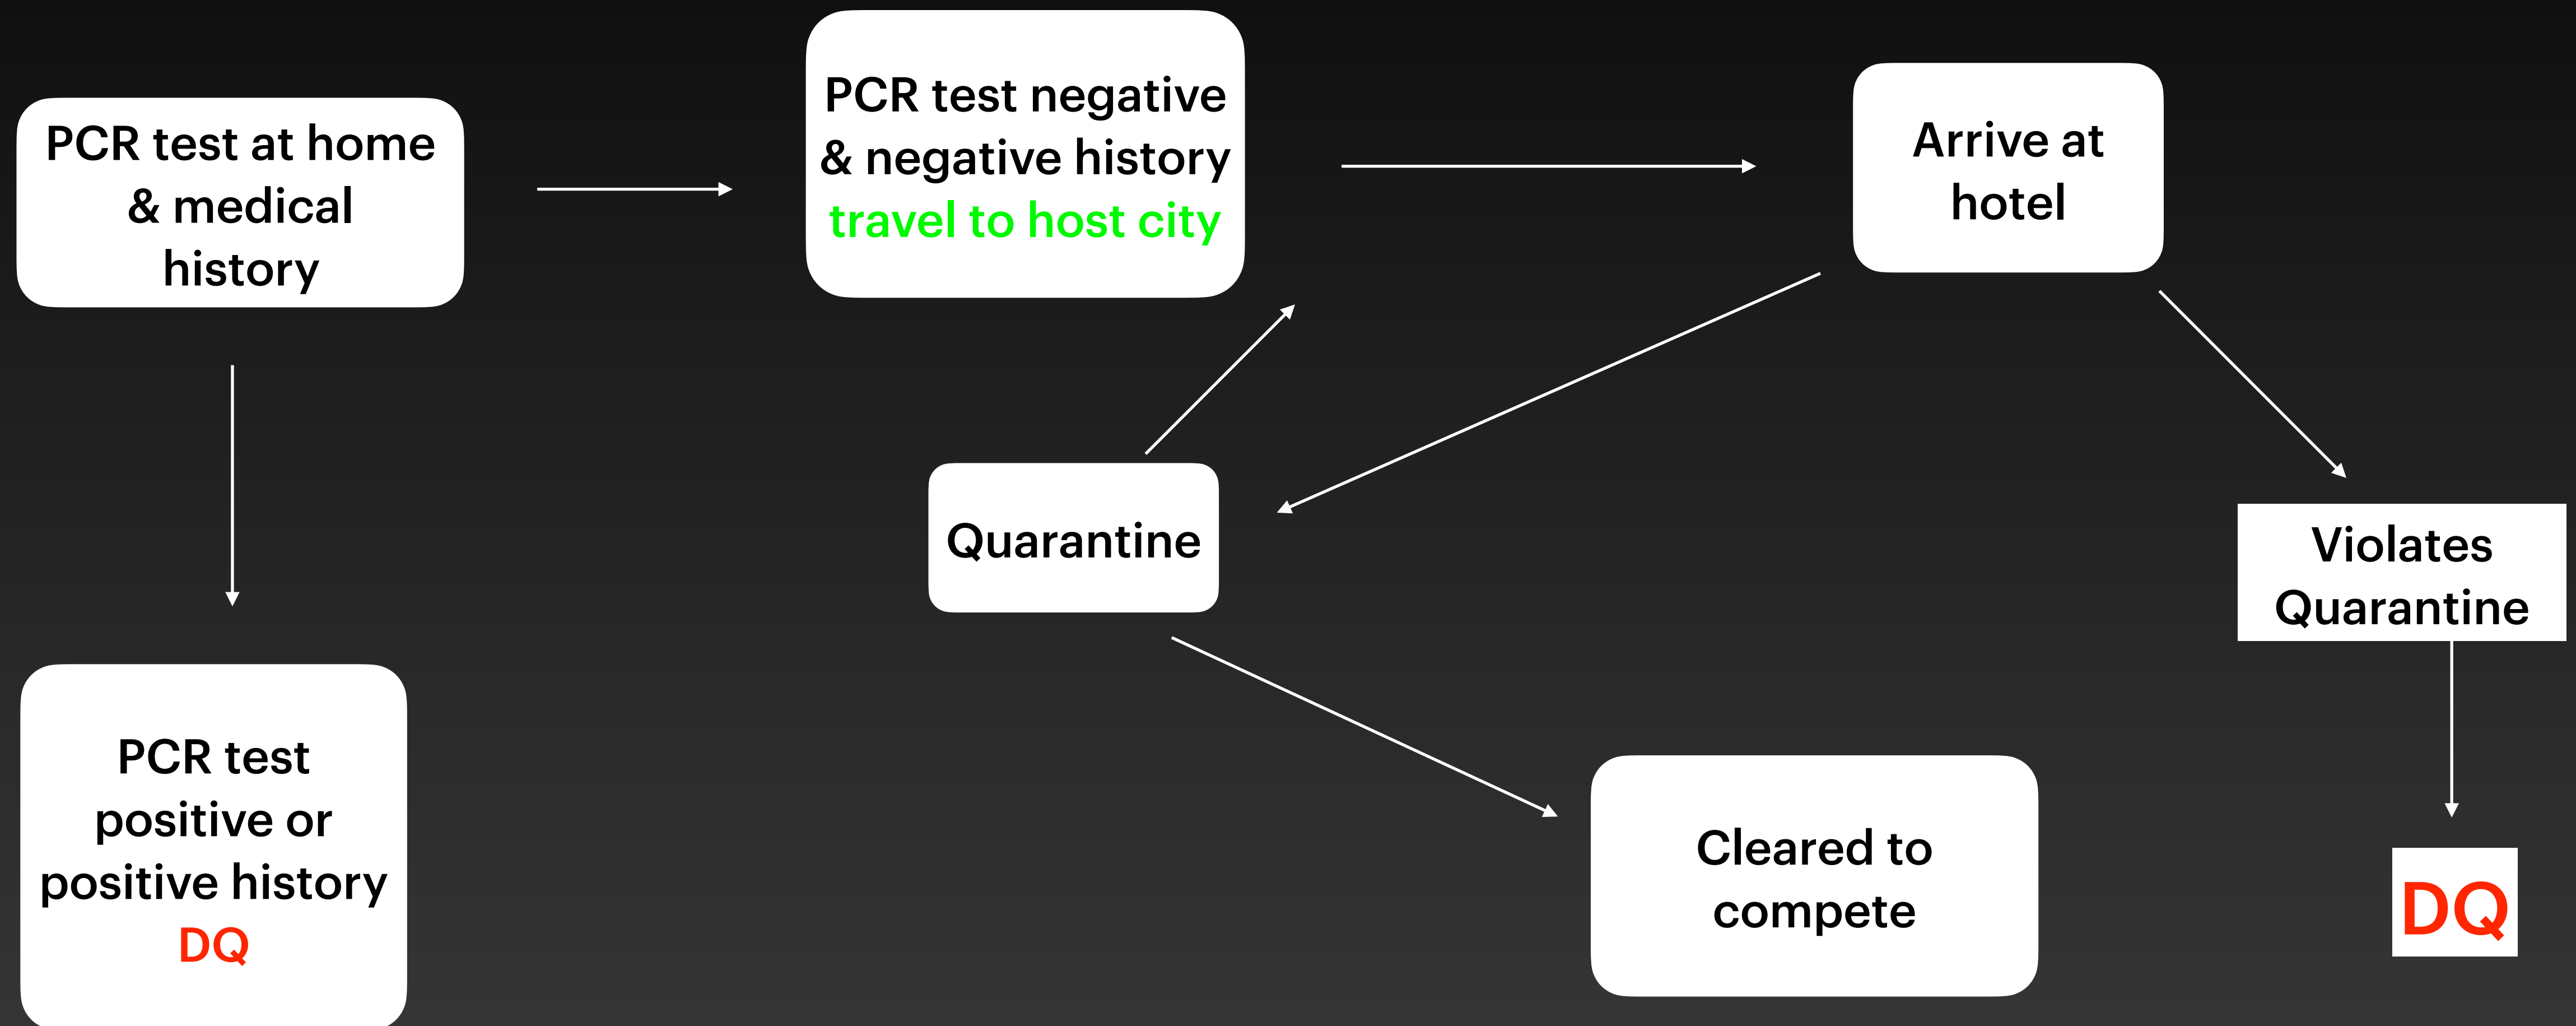 PCR test at home
& medical
history
PCR test negative
& negative history
travel to host city
Arrive at
hotel
Quarantine
Violates
Quarantine
PCR test
positive or
positive history
DQ
Cleared to
compete
DQ